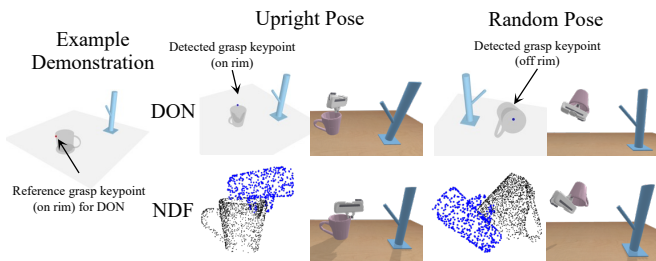 Upright Pose
Random Pose
Example
Demonstration
Detected grasp keypoint
(on rim)
Detected grasp keypoint
(off rim)
DON
Reference grasp keypoint
(on rim) for DON
NDF